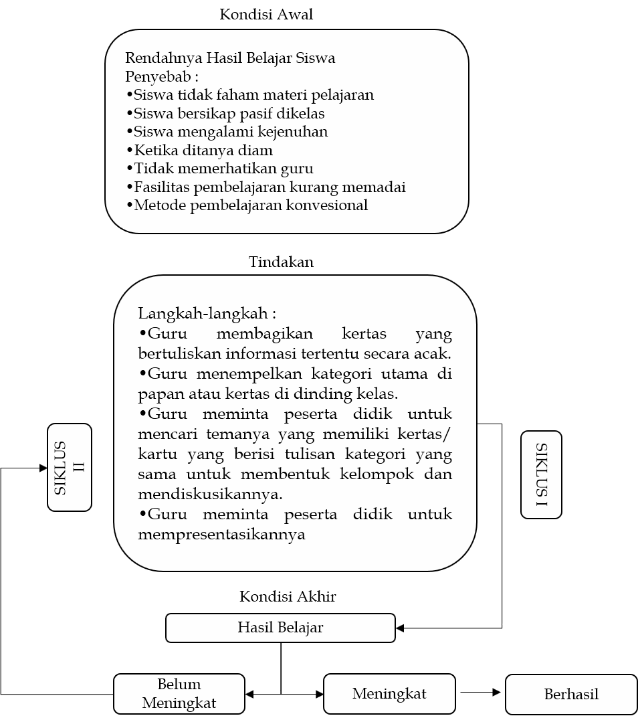 Kondisi Awal
Rendahnya Hasil Belajar Siswa
Penyebab :
•Siswa tidak faham materi pelajaran
•Siswa bersikap pasif dikelas
•Siswa mengalami kejenuhan
•Ketika ditanya diam
•Tidak memerhatikan guru
•Fasilitas pembelajaran kurang memadai
•Metode pembelajaran konvesional
Tindakan
Langkah-langkah :
•Guru membagikan kertas yang
bertuliskan informasi tertentu secara acak.
•Guru menempelkan kategori utama di
papan atau kertas di dinding kelas.
•Guru meminta peserta didik untuk
mencari temanya yang memiliki kertas/
kartu yang berisi tulisan kategori yang
sama untuk membentuk kelompok dan
mendiskusikannya.
•Guru meminta peserta didik untuk
mempresentasikannya
SIKLUS
II
SIKLUS I
Kondisi Akhir
Hasil Belajar
Belum
Meningkat
Meningkat
Berhasil